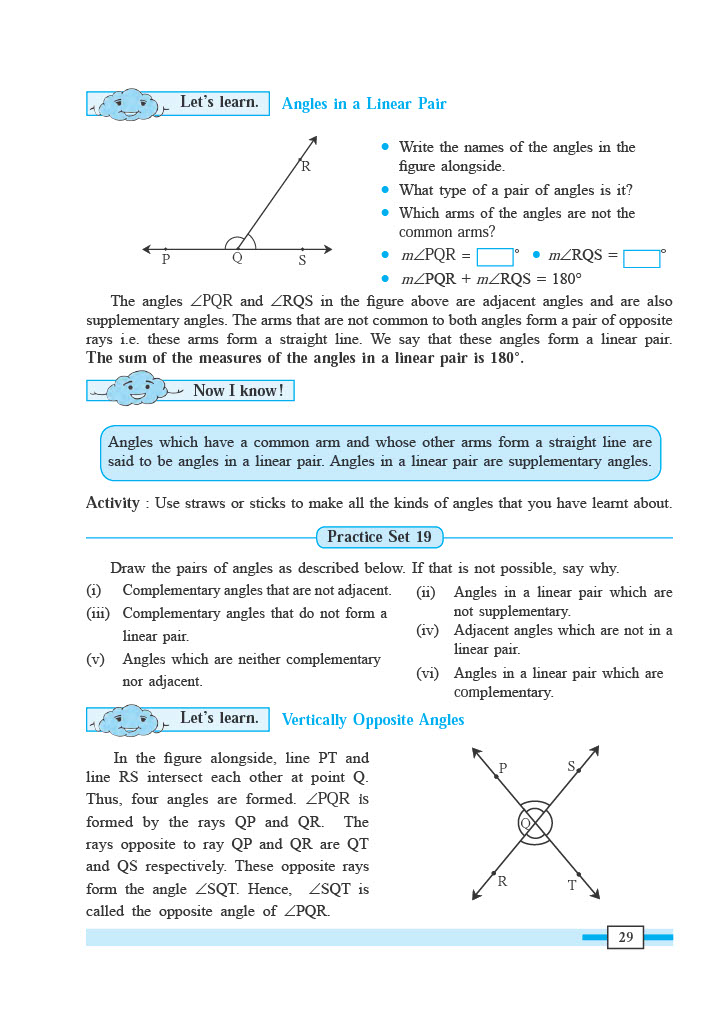 Let's learn. Angles in a Linear Pair
R
P Q S
• Write the names of the angles in the
figure alongside.
• What type of a pair of angles is it?
• Which arms of the angles are not the
common arms?
• m∠PQR = ° • m∠RQS = °
• m∠PQR + m∠RQS = 180°
The angles ∠PQR and ∠RQS in the figure above are adjacent angles and are also
supplementary angles. The arms that are not common to both angles form a pair of opposite
rays i.e. these arms form a straight line. We say that these angles form a linear pair.
The sum of the measures of the angles in a linear pair is 180°.
Now I know!
Angles which have a common arm and whose other arms form a straight line are
said to be angles in a linear pair. Angles in a linear pair are supplementary angles.
Activity : Use straws or sticks to make all the kinds of angles that you have learnt about.
Practice Set 19
Draw the pairs of angles as described below. If that is not possible, say why.
(i) Complementary angles that are not adjacent.
(ii) Angles in a linear pair which are
not supplementary.
(iii) Complementary angles that do not form a
linear pair.
(iv) Adjacent angles which are not in a
linear pair.
(v) Angles which are neither complementary
nor adjacent.
(vi) Angles in a linear pair which are
complementary.
Let's learn. Vertically Opposite Angles
In the figure alongside, line PT and
line RS intersect each other at point Q.
Thus, four angles are formed. ∠PQR is
formed by the rays QP and QR. The
rays opposite to ray QP and QR are QT
and QS respectively. These opposite rays
form the angle ∠SQT. Hence, ∠SQT is
called the opposite angle of ∠PQR.
P S
Q
R T
29